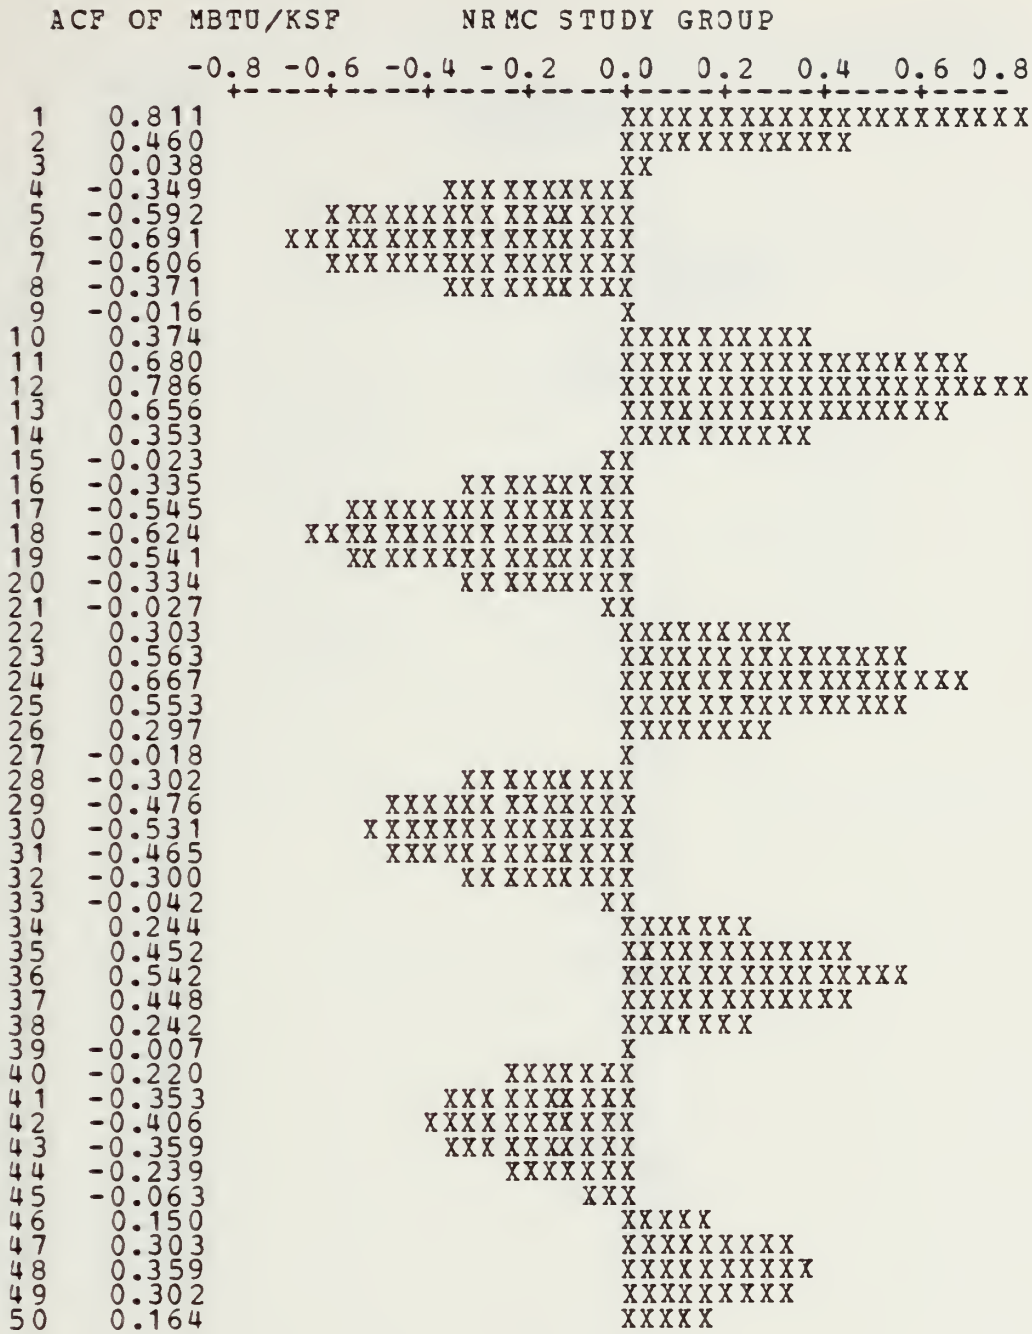 ACF OF MBTU/KSF NRMC STUDY GROUP
-0.8 -0.6 -0.4 -0.2 0.0 0.2 0.4 0.6 0.8
+----+----+----+----+----+----+----+----
1 0.811 XXXXXXXXXXXXXXXXXXXXX
2 0.460 XXXXXXXXXXXX
3 0.038 XX
4 -0.349 XXXXXXXXXX
5 -0.592 XXXXXXXXXXXXXXXX
6 -0.691 XXXXXXXXXXXXXXXXXX
7 -0.606 XXXXXXXXXXXXXXXX
8 -0.371 XXXXXXXXXX
9 -0.016 X
10 0.374 XXXXXXXXXX
11 0.680 XXXXXXXXXXXXXXXXXX
12 0.786 XXXXXXXXXXXXXXXXXXXXX
13 0.656 XXXXXXXXXXXXXXXXX
14 0.353 XXXXXXXXXX
15 -0.023 XX
16 -0.335 XXXXXXXXX
17 -0.545 XXXXXXXXXXXXXXX
18 -0.624 XXXXXXXXXXXXXXXXX
19 -0.541 XXXXXXXXXXXXXXX
20 -0.334 XXXXXXXXX
21 -0.027 XX
22 0.303 XXXXXXXXX
23 0.563 XXXXXXXXXXXXXXX
24 0.667 XXXXXXXXXXXXXXXXXX
25 0.553 XXXXXXXXXXXXXXX
26 0.297 XXXXXXXX
27 -0.018 X
28 -0.302 XXXXXXXXX
29 -0.476 XXXXXXXXXXXXX
30 -0.531 XXXXXXXXXXXXXX
31 -0.465 XXXXXXXXXXXXX
32 -0.300 XXXXXXXXX
33 -0.042 XX
34 0.244 XXXXXXX
35 0.452 XXXXXXXXXXXX
36 0.542 XXXXXXXXXXXXXXX
37 0.448 XXXXXXXXXXXX
38 0.242 XXXXXXX
39 -0.007 X
40 -0.220 XXXXXXX
41 -0.353 XXXXXXXXXX
42 -0.406 XXXXXXXXXXX
43 -0.359 XXXXXXXXXX
44 -0.239 XXXXXXX
45 -0.063 XXX
46 0.150 XXXXX
47 0.303 XXXXXXXXX
48 0.359 XXXXXXXXXX
49 0.302 XXXXXXXXX
50 0.164 XXXXX